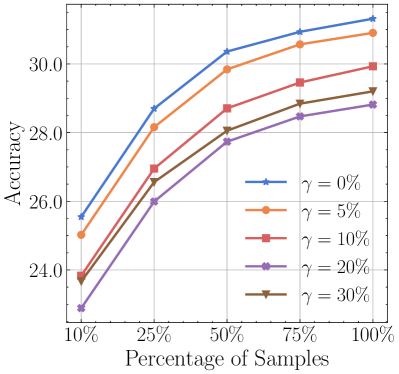 30.0
28.0
26.0
24.0
Accuracy
γ = 0%
γ = 5%
γ = 10%
γ = 20%
γ = 30%
10% 25% 50% 75% 100%
Percentage of Samples